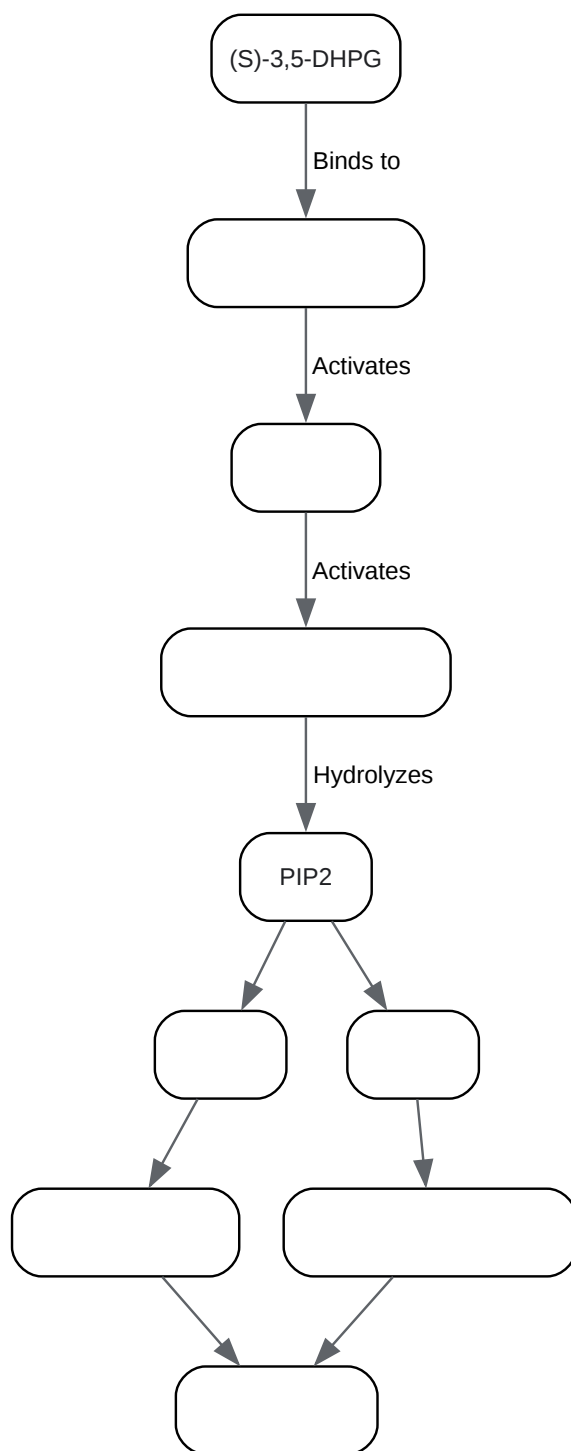 (S)-3,5-DHPG
Binds to
Activates
Activates
Hydrolyzes
PIP2